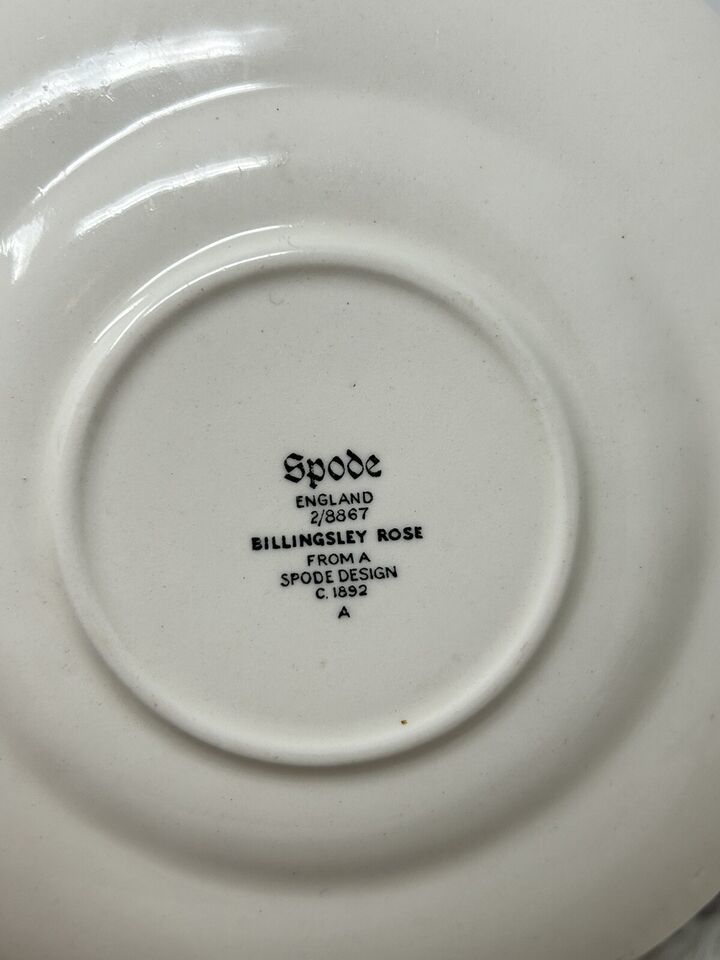 Spode
ENGLAND
2/8867
BILLINGSLEY ROSE
FROM A
SPODE DESIGN
C. 1892
A